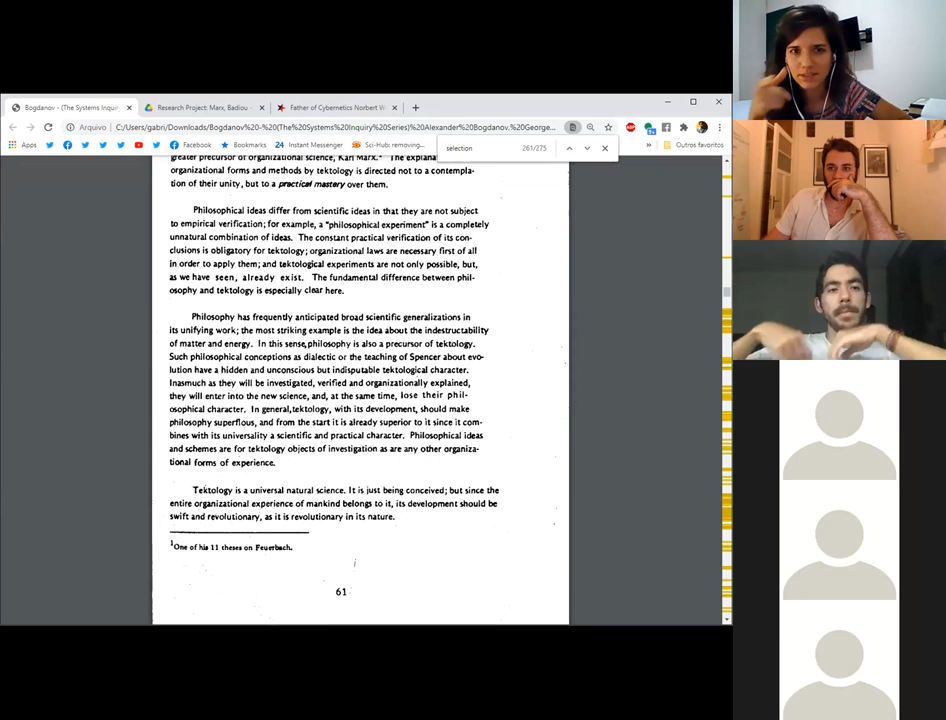 Bogdanov - (The Systems Inquiry
Research Project: Marx, Badiou -
Father of Cybernetics Norbert W
Arquivo C:/Users/gabri/Downloads/Bogdanov%20-%20(The%20Systems%20Inquiry%20Series)%20Alexander%20Bogdanov.%20George...
Apps
Facebook
Bookmarks
Instant Messenger
Sci-Hub: removing...
selection 261/275
» Outros favoritos
greater precursor of organizational science, Karl Marx. The explana
organizational forms and methods by tektology is directed not to a contempla-
tion of their unity, but to a practical mastery over them.
Philosophical ideas differ from scientific ideas in that they are not subject
to empirical verification; for example, a "philosophical experiment" is a completely
unnatural combination of ideas. The constant practical verification of its con-
clusions is obligatory for tektology; organizational laws are necessary first of all
in order to apply them; and tektological experiments are not only possible, but,
as we have seen, already exist. The fundamental difference between phil-
osophy and tektology is especially clear here.
Philosophy has frequently anticipated broad scientific generalizations in
its unifying work; the most striking example is the idea about the indestructability
of matter and energy. In this sense, philosophy is also a precursor of tektology.
Such philosophical conceptions as dialectic or the teaching of Spencer about evo-
lution have a hidden and unconscious but indisputable tektological character.
Inasmuch as they will be investigated, verified and organizationally explained,
they will enter into the new science, and, at the same time, lose their phil-
osophical character. In general, tektology, with its development, should make
philosophy superflous, and from the start it is already superior to it since it com-
bines with its universality a scientific and practical character. Philosophical ideas
and schemes are for tektology objects of investigation as are any other organiza-
tional forms of experience.
Tektology is a universal natural science. It is just being conceived; but since the
entire organizational experience of mankind belongs to it, its development should be
swift and revolutionary, as it is revolutionary in its nature.
1One of his 11 theses on Feuerbach.
61